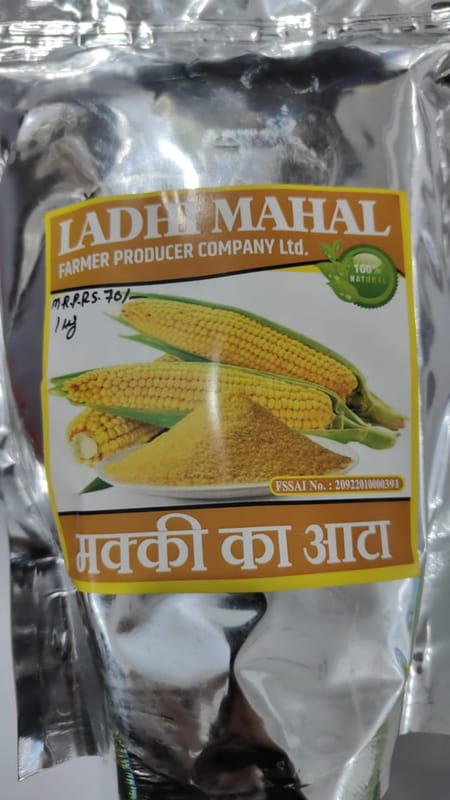 LADHI MAHAL
FARMER PRODUCER COMPANY Ltd.
100%
NATURAL
M.R.P.RS. 70/-
1 kg
FSSAI No. : 20922010000391
मक्की का आटा